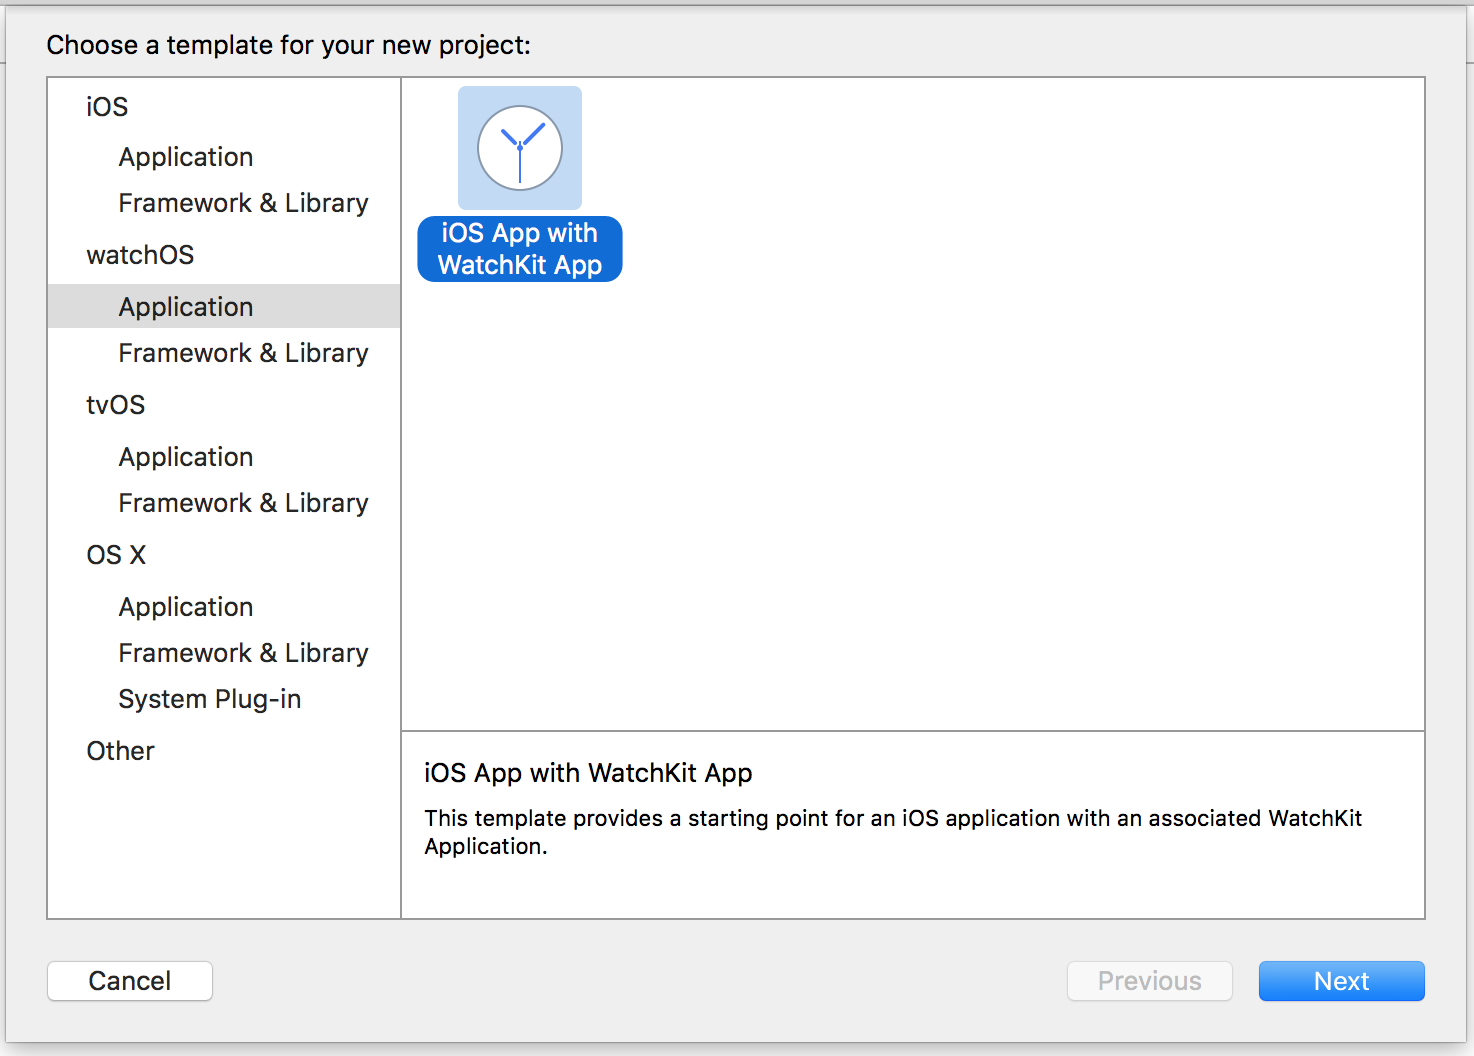 Choose a template for your new project:
iOS
Application
Framework & Library
watchOS
Application
Framework & Library
tvOS
Application
Framework & Library
OS X
Application
Framework & Library
System Plug-in
Other
iOS App with
WatchKit App
iOS App with WatchKit App
This template provides a starting point for an iOS application with an associated WatchKit
Application.
Cancel
Previous
Next